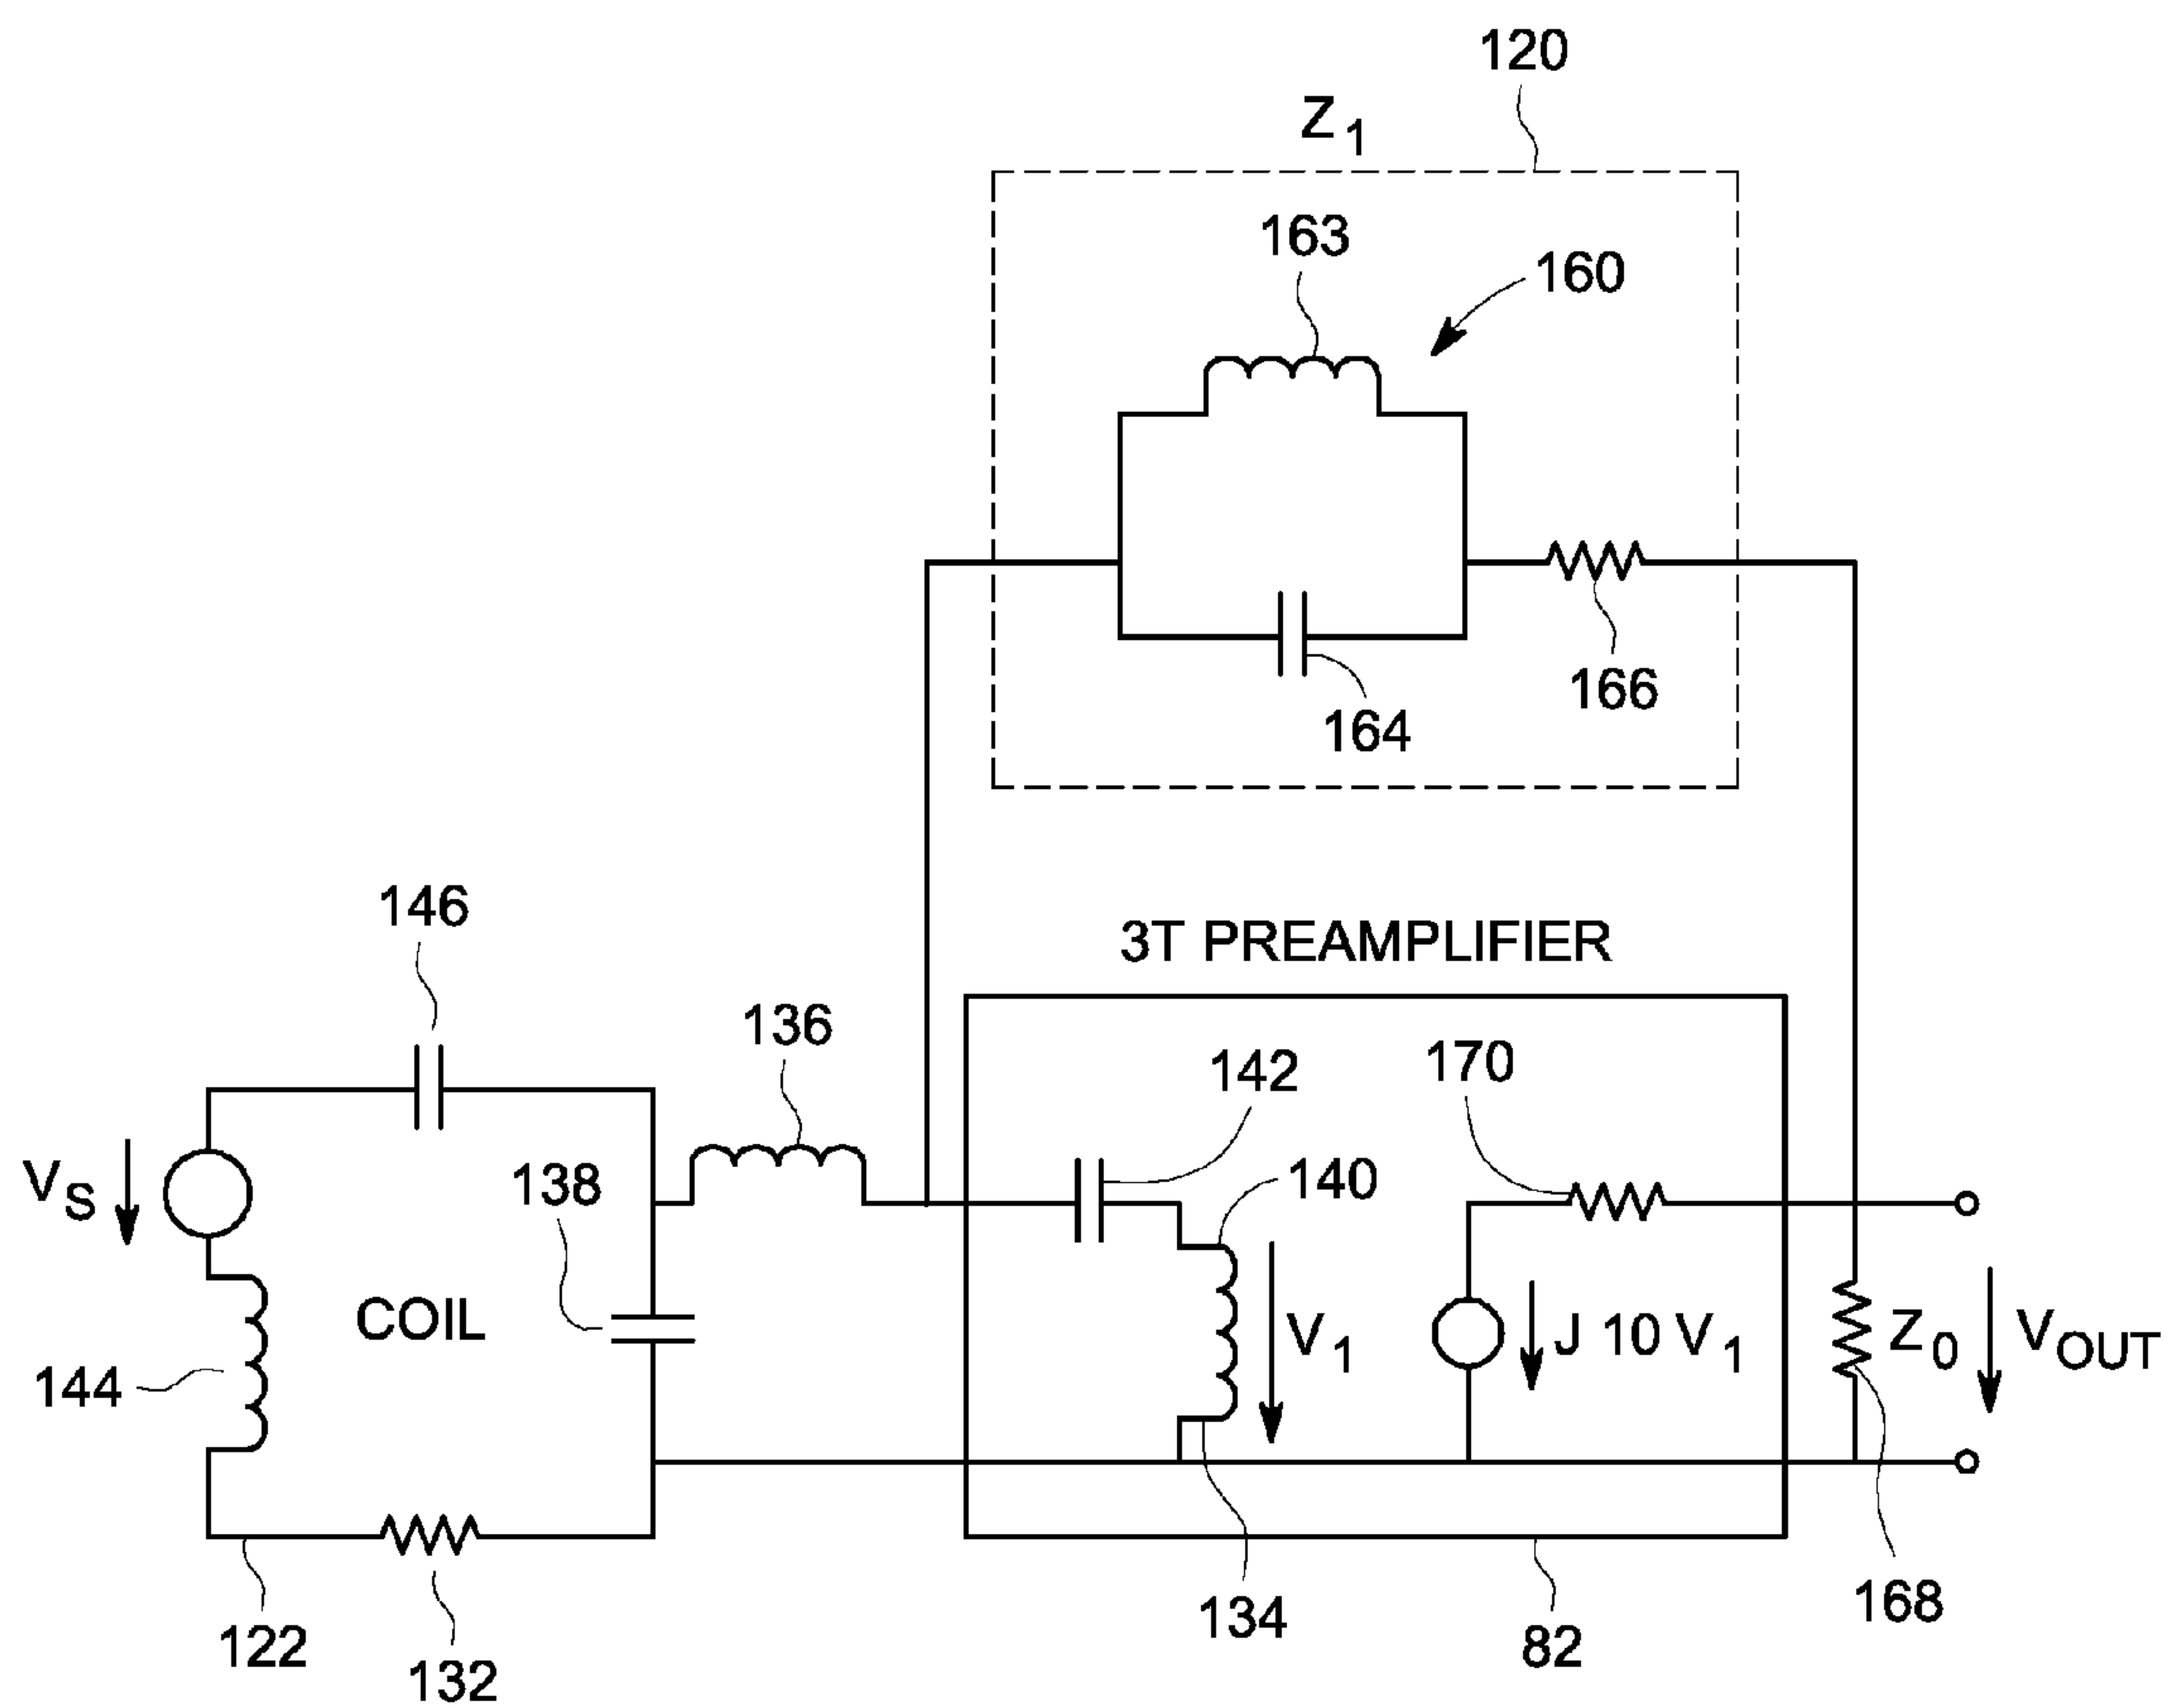 120
Z1
163
160
166
164
3T PREAMPLIFIER
146
136
142
170
140
138
VS
COIL
V1
J 10 V1
Z0
VOUT
144
134
168
122
132
82